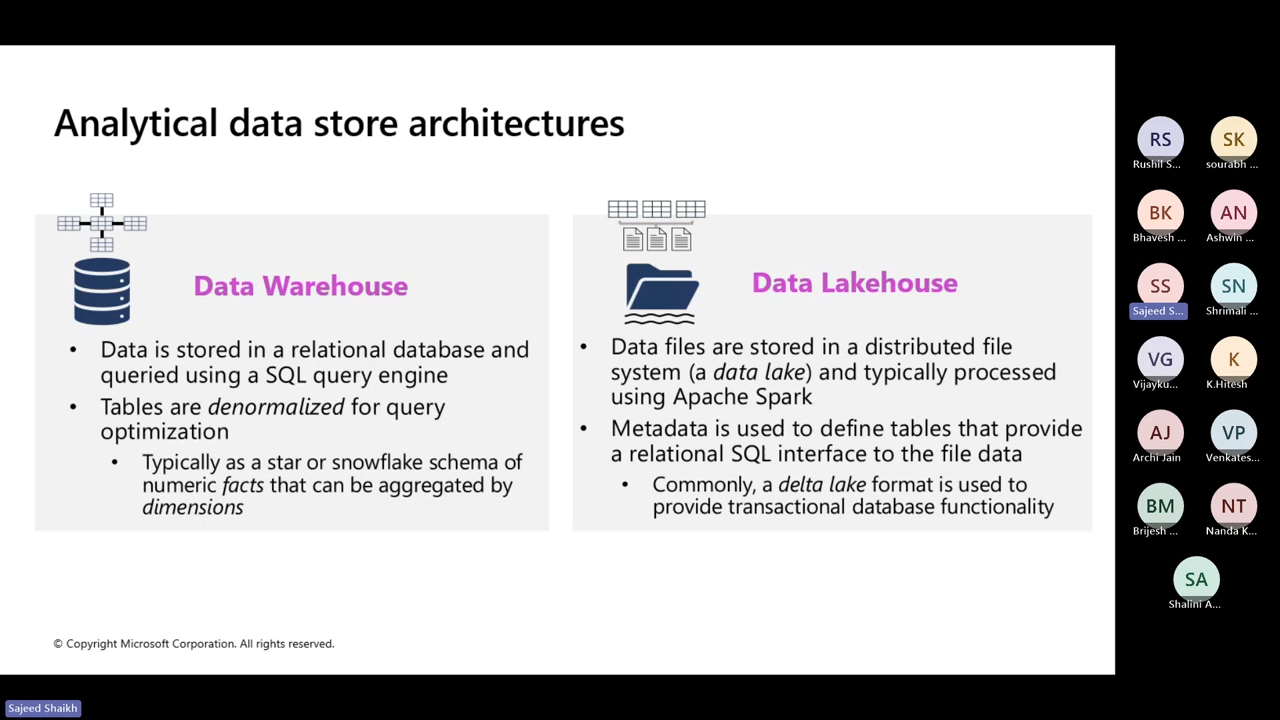 Analytical data store architectures
Data Warehouse
• Data is stored in a relational database and
queried using a SQL query engine
• Tables are denormalized for query
optimization
• Typically as a star or snowflake schema of
numeric facts that can be aggregated by
dimensions
Data Lakehouse
• Data files are stored in a distributed file
system (a data lake) and typically processed
using Apache Spark
• Metadata is used to define tables that provide
a relational SQL interface to the file data
• Commonly, a delta lake format is used to
provide transactional database functionality
© Copyright Microsoft Corporation. All rights reserved.
RS
Rushil S...
SK
sourabh ...
BK
Bhavesh ...
AN
Ashwin ...
SS
Sajeed S...
SN
Shrimali ...
VG
Vijayku...
K
K.Hitesh
AJ
Archi Jain
VP
Venkates...
BM
Brijesh ...
NT
Nanda K...
SA
Shalini A...
Sajeed Shaikh